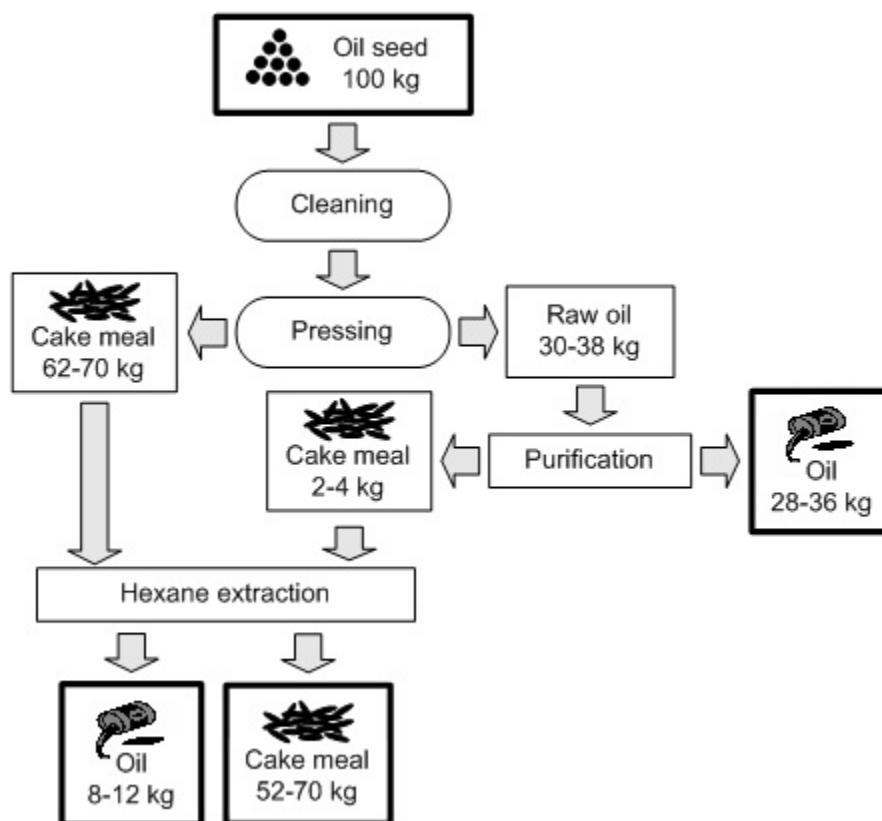 Oil seed
100 kg
Cleaning
Pressing
Cake meal
62-70 kg
Raw oil
30-38 kg
Cake meal
2-4 kg
Purification
Oil
28-36 kg
Hexane extraction
Oil
8-12 kg
Cake meal
52-70 kg